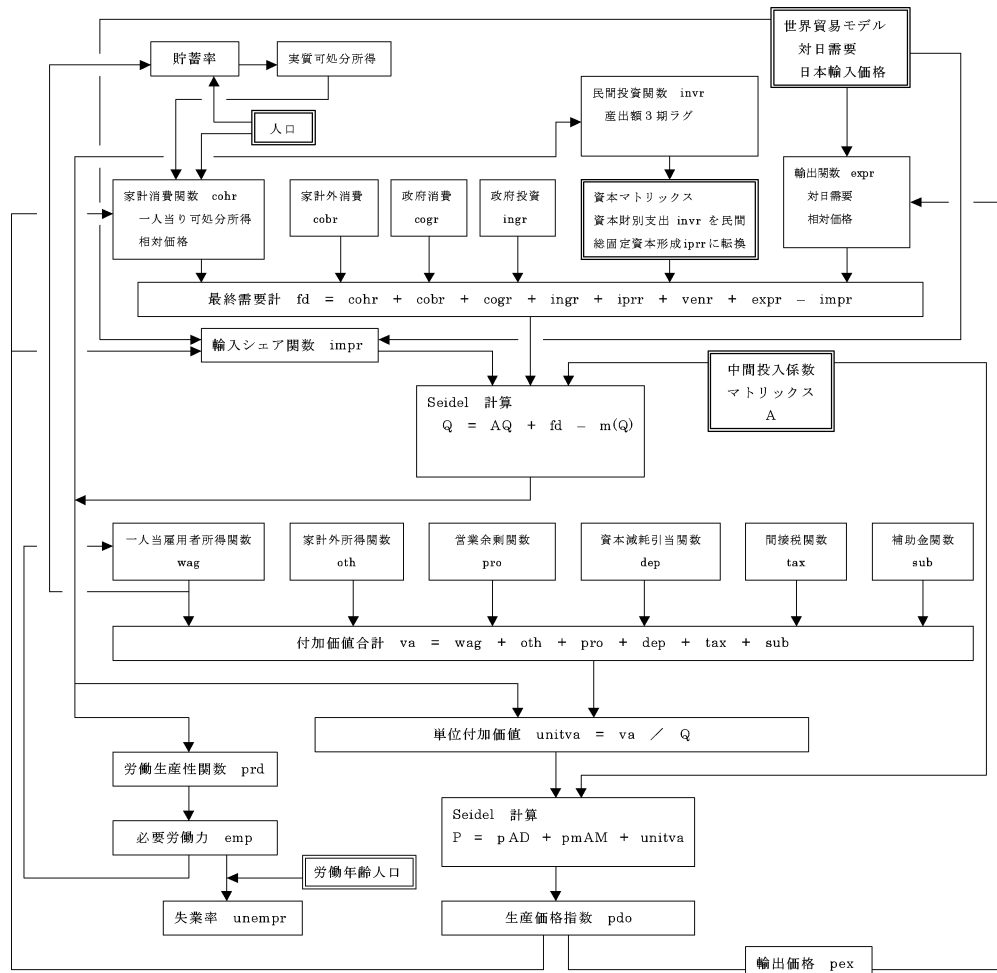 世界貿易モデル
対日需要
日本輸入価格
貯蓄率
実質可処分所得
人口
民間投資関数 invr
産出額3期ラグ
家計消費関数 cohr
一人当り可処分所得
相対価格
家計外消費
cobr
政府消費
cogr
政府投資
ingr
資本マトリックス
資本財別支出 invr を民間
総固定資本形成iprrに転換
輸出関数 expr
対日需要
相対価格
最終需要計 fd = cohr + cobr + cogr + ingr + iprr + venr + expr − impr
輸入シェア関数 impr
中間投入係数
マトリックス
A
Seidel 計算
Q = AQ + fd − m(Q)
一人当雇用者所得関数
wag
家計外所得関数
oth
営業余剰関数
pro
資本減耗引当関数
dep
間接税関数
tax
補助金関数
sub
付加価値合計 va = wag + oth + pro + dep + tax + sub
単位付加価値 unitva = va / Q
労働生産性関数 prd
必要労働力 emp
労働年齢人口
失業率 unempr
Seidel 計算
P = pAD + pmAM + unitva
生産価格指数 pdo
輸出価格 pex